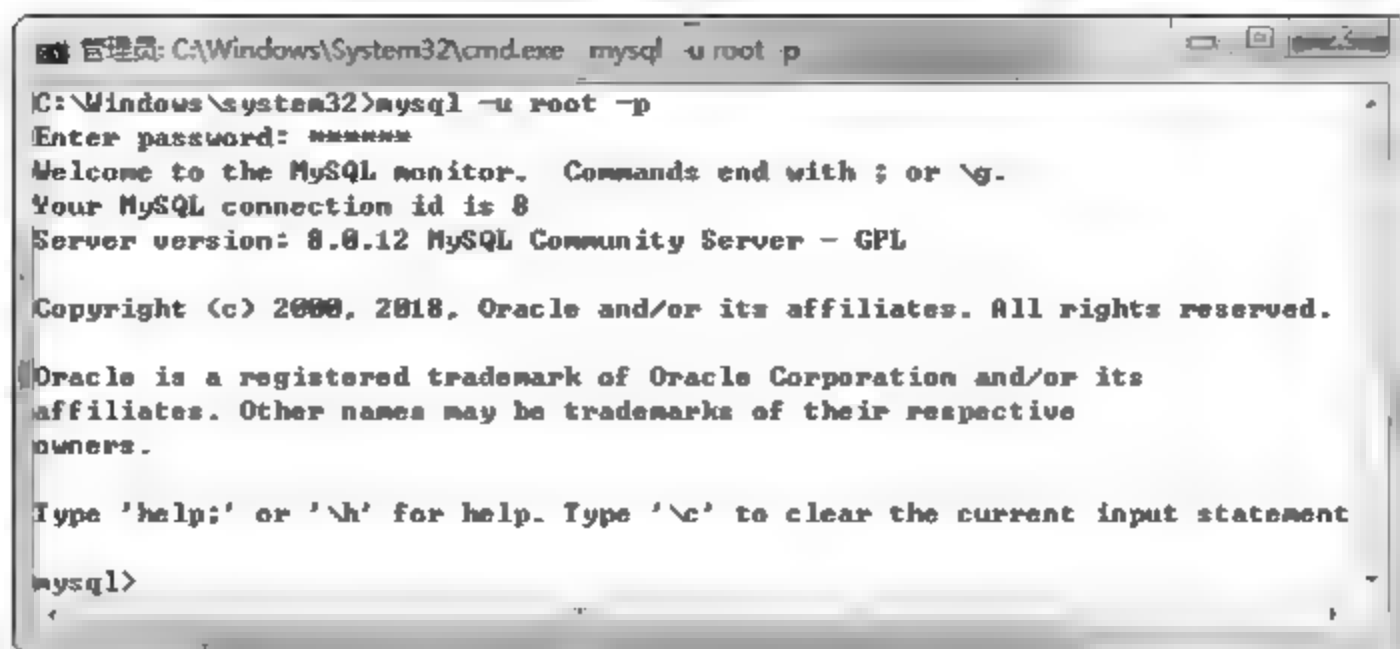 管理员: C:\Windows\System32\cmd.exe mysql -u root -p
C:\Windows\system32>mysql -u root -p
Enter password: ******
Welcome to the MySQL monitor.  Commands end with ; or \g.
Your MySQL connection id is 8
Server version: 8.0.12 MySQL Community Server - GPL
Copyright (c) 2000, 2018, Oracle and/or its affiliates. All rights reserved.
Oracle is a registered trademark of Oracle Corporation and/or its
affiliates. Other names may be trademarks of their respective
owners.
Type 'help;' or '\h' for help. Type '\c' to clear the current input statement
mysql>